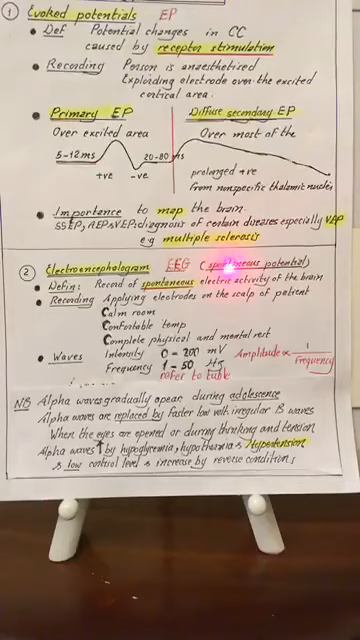 ① Evoked potentials EP
• Def Potential changes in CC
caused by receptor stimulation
• Recording Person is anaesthetised
Exploiding electrode over the excited
cortical area.
• Primary EP
Over excited area
5-12 ms
+ve
-ve
Diffuse secondary EP
Over most of the
20-80 ms
prolonged +ve
From nonspecific thalamic nuclei
• Importance to map the brain.
SSEP, AEP & VEP: diagnosis of certain diseases especially VEP
e.g multiple sclerosis
② Electroencephalogram EEG (spontaneous potential)
• Defin: Record of spontaneous electric activity of the brain
• Recording Applying electrodes on the scalp of patient
Calm room
Confortable temp
Complete physical and mental rest
• Waves Intensity 0-200 mV Amplitude ∝ 1/Frequency
Frequency 1-50 Hz
refer to table
NB Alpha waves gradually apear during adolescence
Alpha waves are replaced by faster low volt irregular B waves
When the eyes are opened or during thinking and tension
Alpha waves ↑ by hypoglycemia, hypothermia & Hypertension
& low control level & increase by reverse conditions